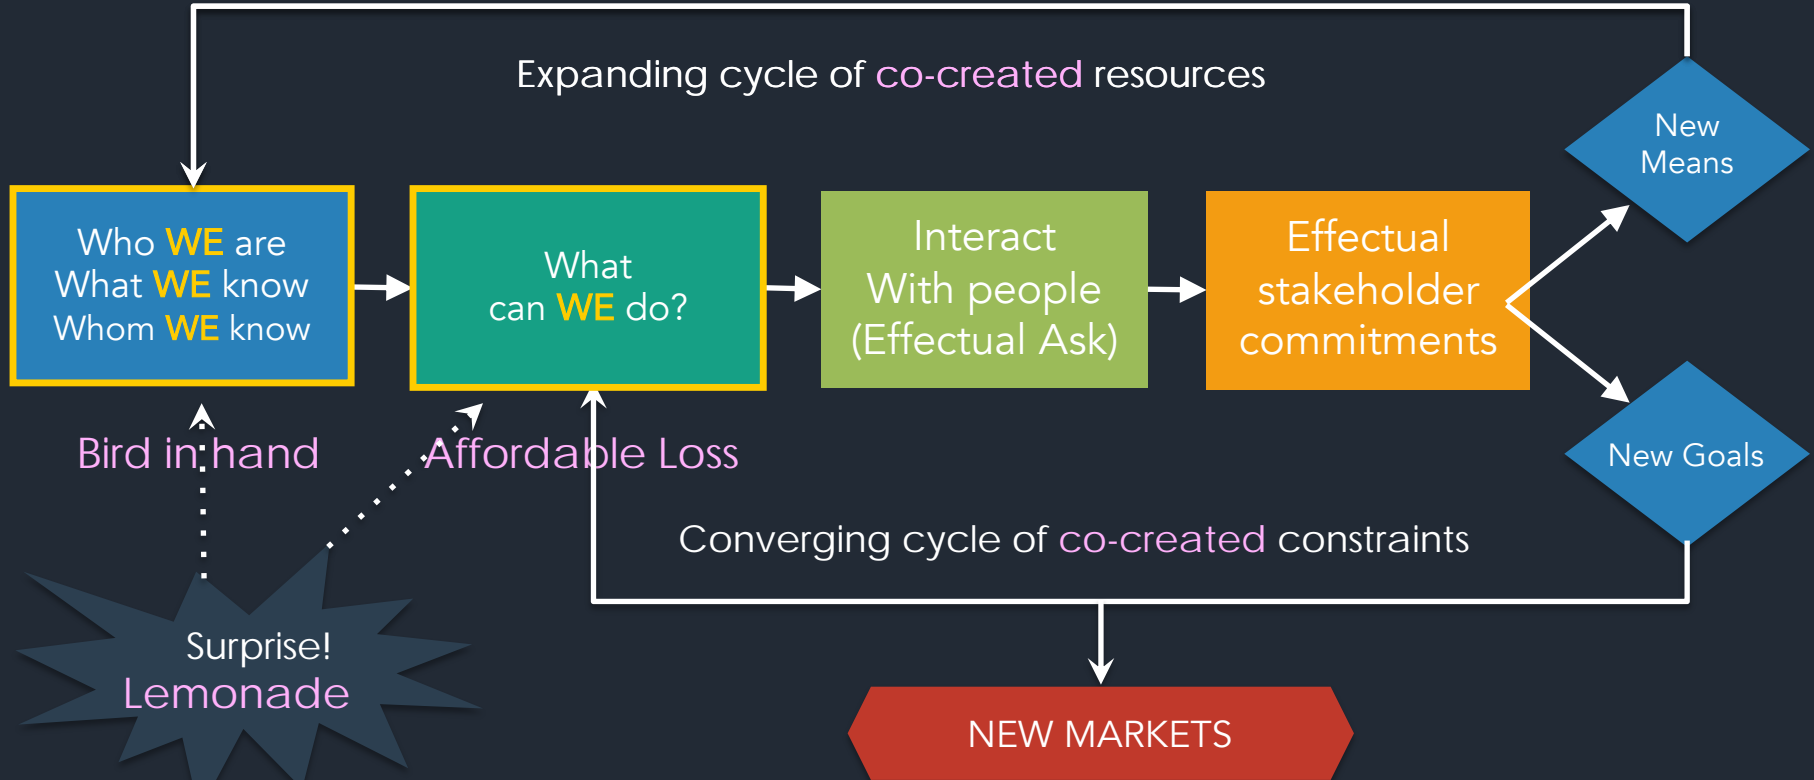 Expanding cycle of co-created resources
New
Means
Who WE are
What WE know
Whom WE know
What
can WE do?
Interact
With people
(Effectual Ask)
Effectual
stakeholder
commitments
Bird in hand
Affordable Loss
New Goals
Converging cycle of co-created constraints
Surprise!
Lemonade
NEW MARKETS